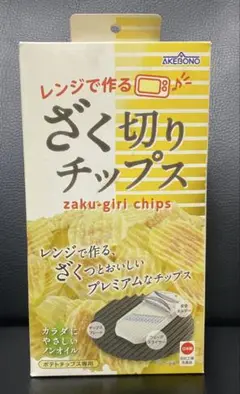 AKEBONO
レンジで作る
ざく切り
チップス
zaku-giri chips
レンジで作る、
ざくっとおいしい
プレミアムなチップス
カラダに
やさしい
ノンオイル
ポテトチップス専用
日本製